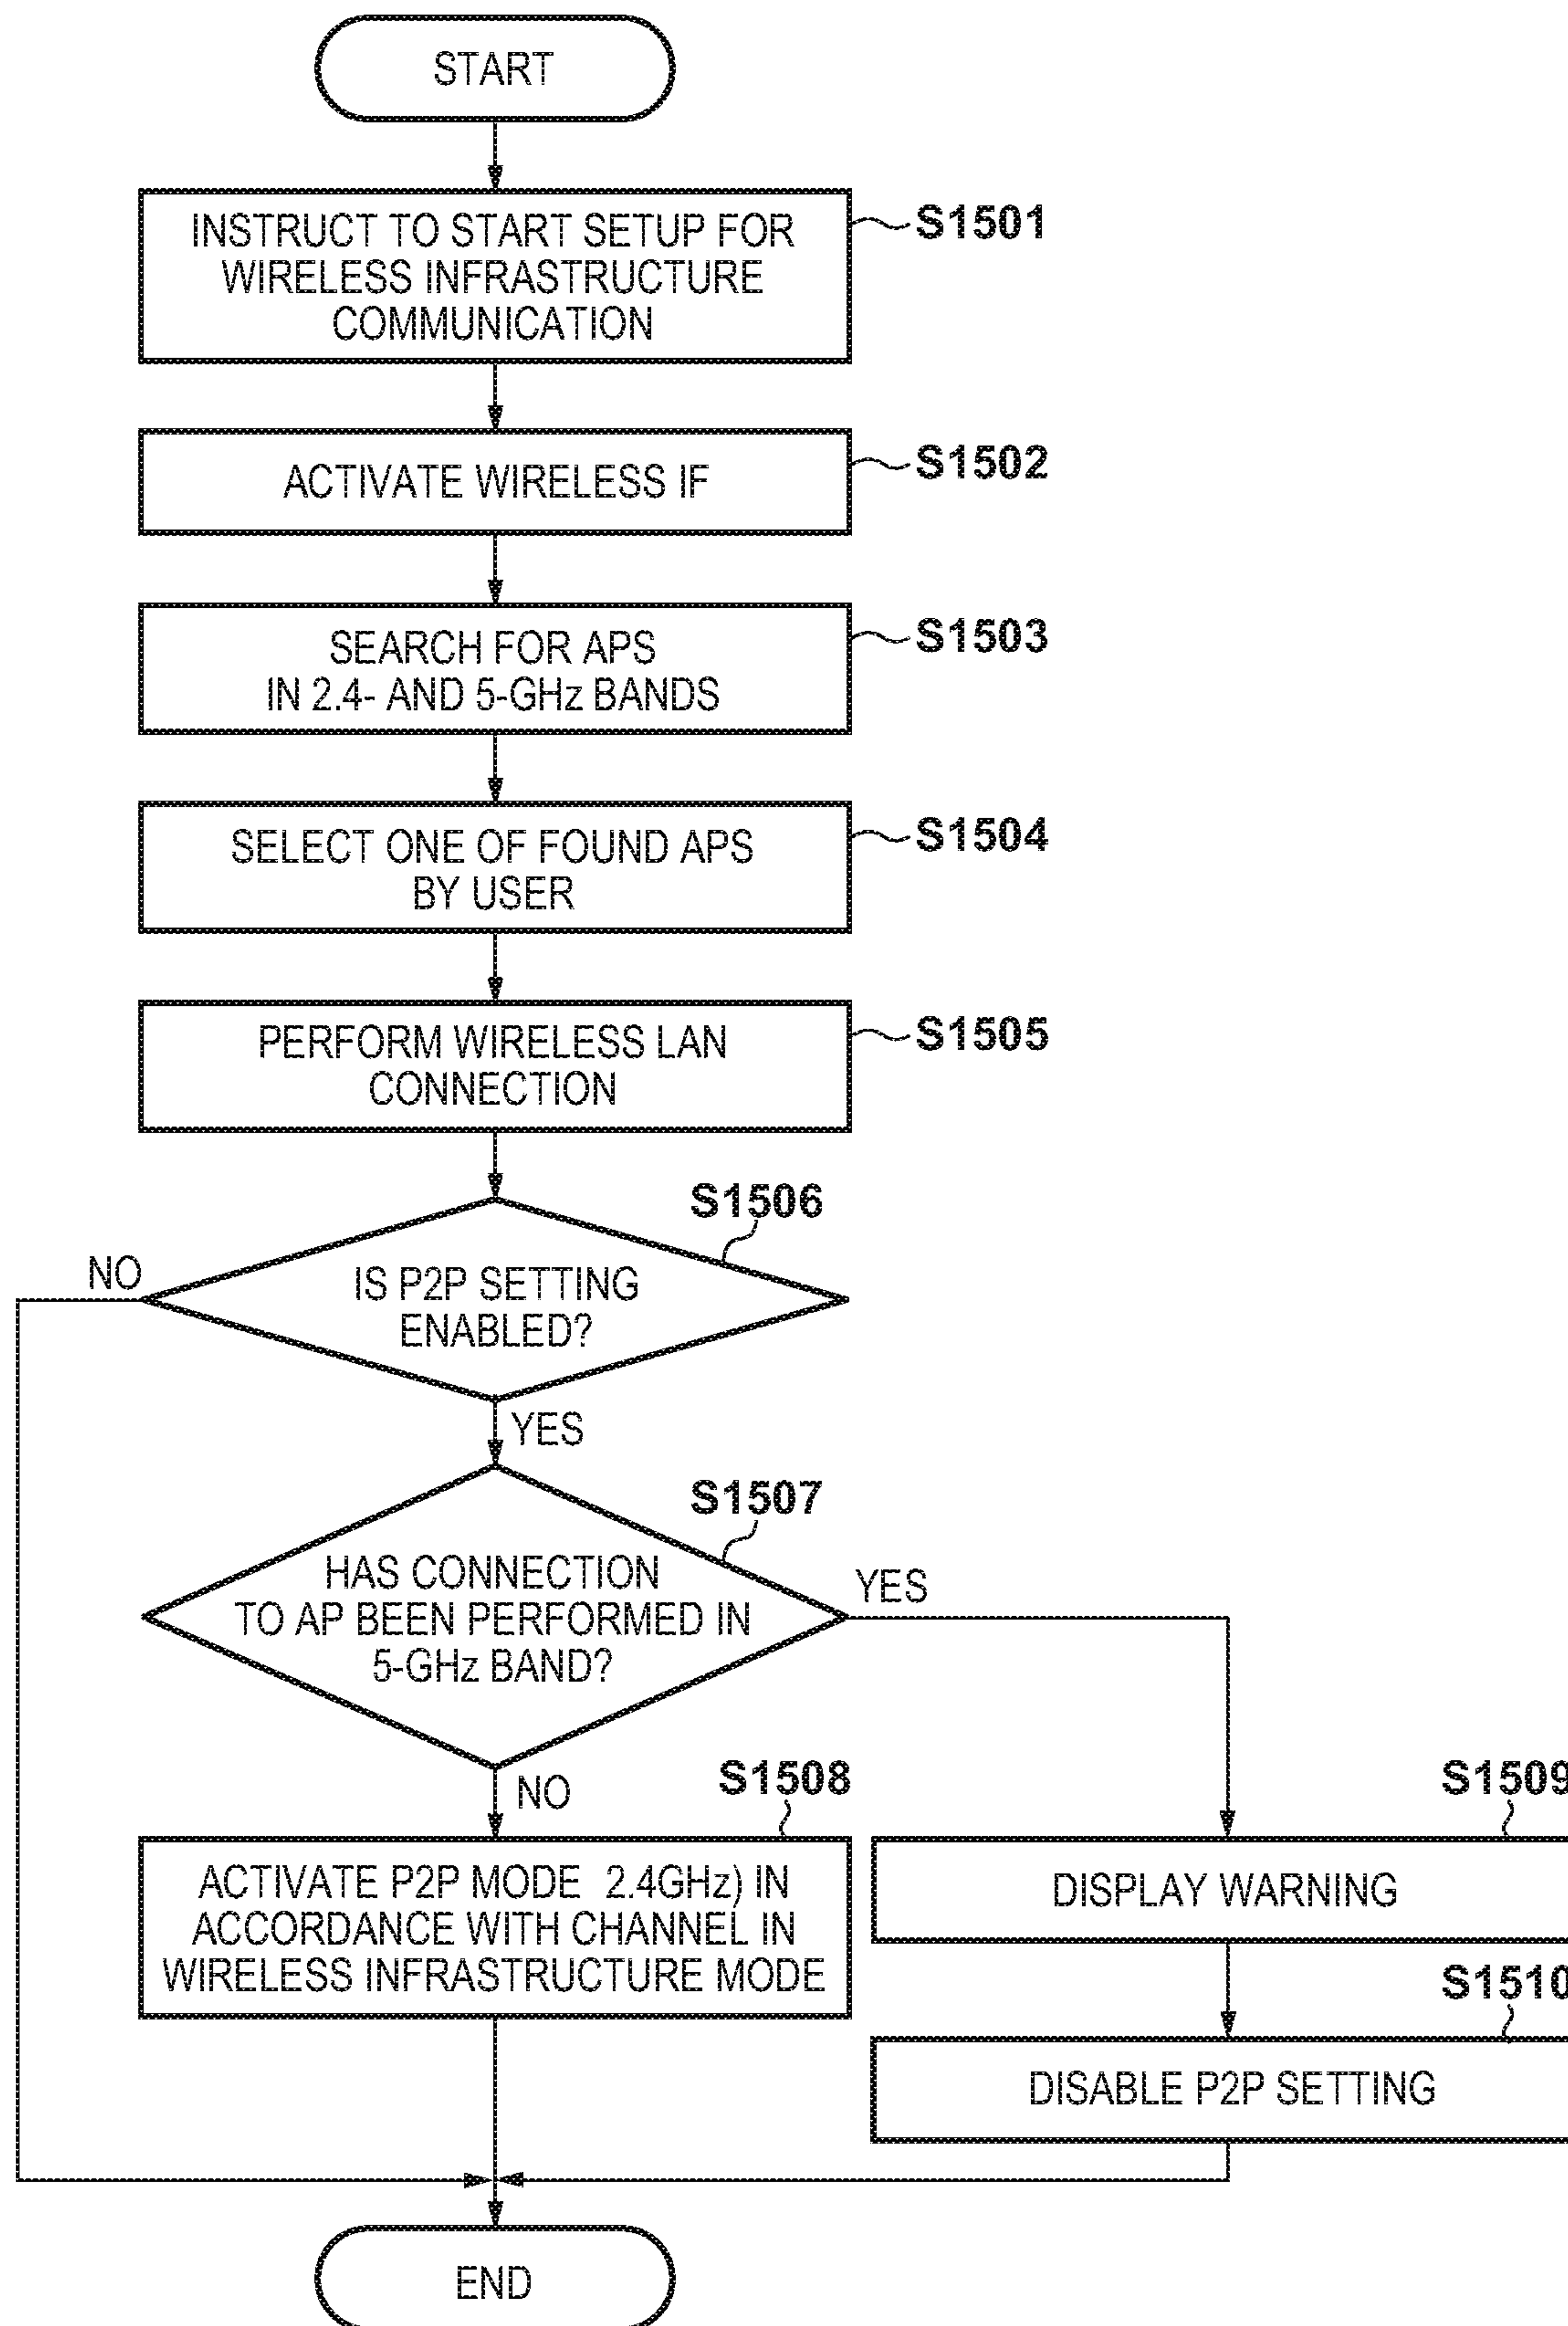 START
INSTRUCT TO START SETUP FOR
WIRELESS INFRASTRUCTURE
COMMUNICATION
S1501
ACTIVATE WIRELESS IF
S1502
SEARCH FOR APS
IN 2.4- AND 5-GHz BANDS
S1503
SELECT ONE OF FOUND APS
BY USER
S1504
PERFORM WIRELESS LAN
CONNECTION
S1505
S1506
NO
IS P2P SETTING
ENABLED?
YES
S1507
HAS CONNECTION
TO AP BEEN PERFORMED IN
5-GHz BAND?
YES
NO
S1508
ACTIVATE P2P MODE 2.4GHz) IN
ACCORDANCE WITH CHANNEL IN
WIRELESS INFRASTRUCTURE MODE
S1509
DISPLAY WARNING
S1510
DISABLE P2P SETTING
END